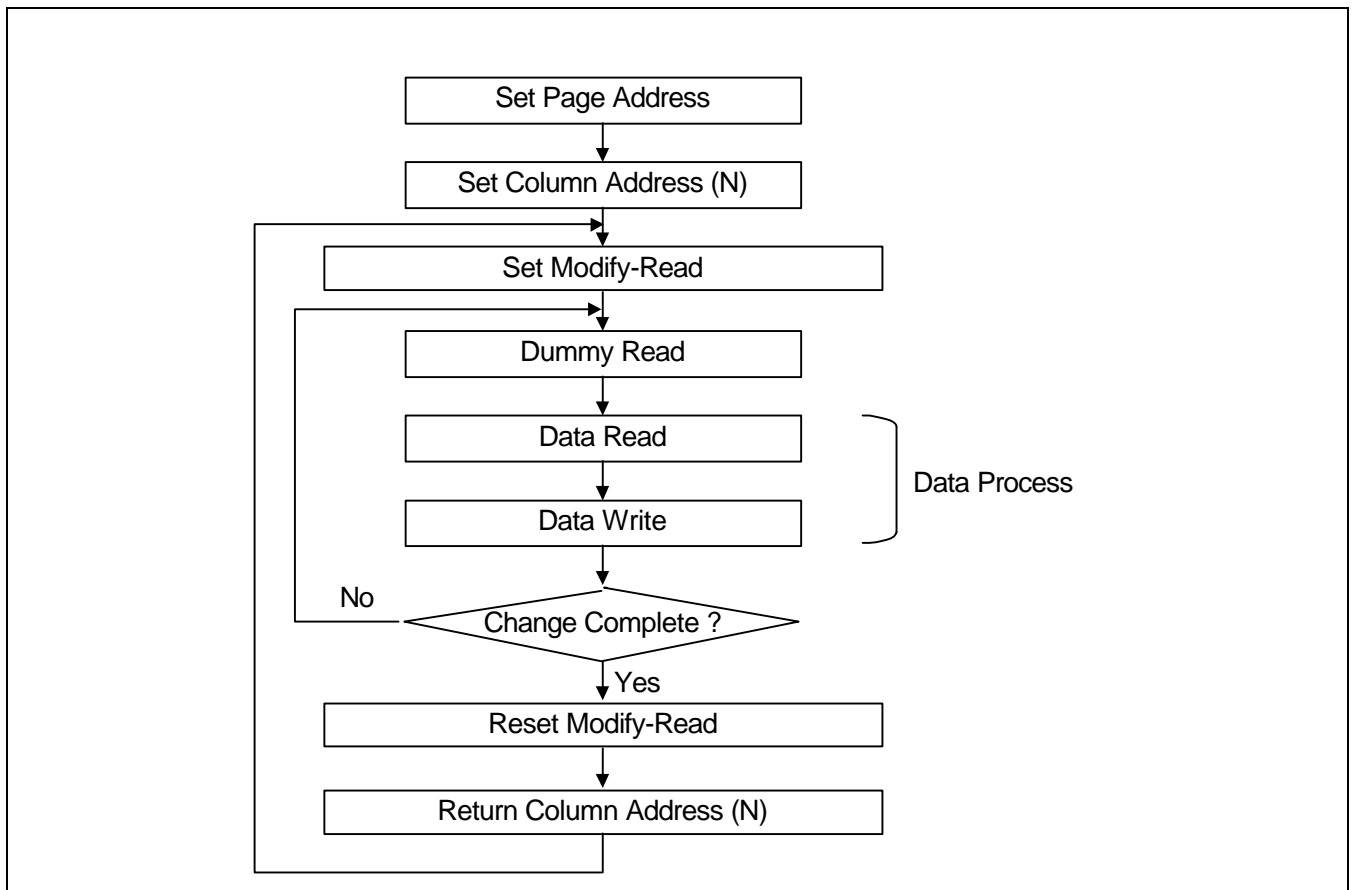 Set Page Address
Set Column Address (N)
Set Modify-Read
Dummy Read
Data Read
Data Process
Data Write
No
Change Complete ?
Yes
Reset Modify-Read
Return Column Address (N)